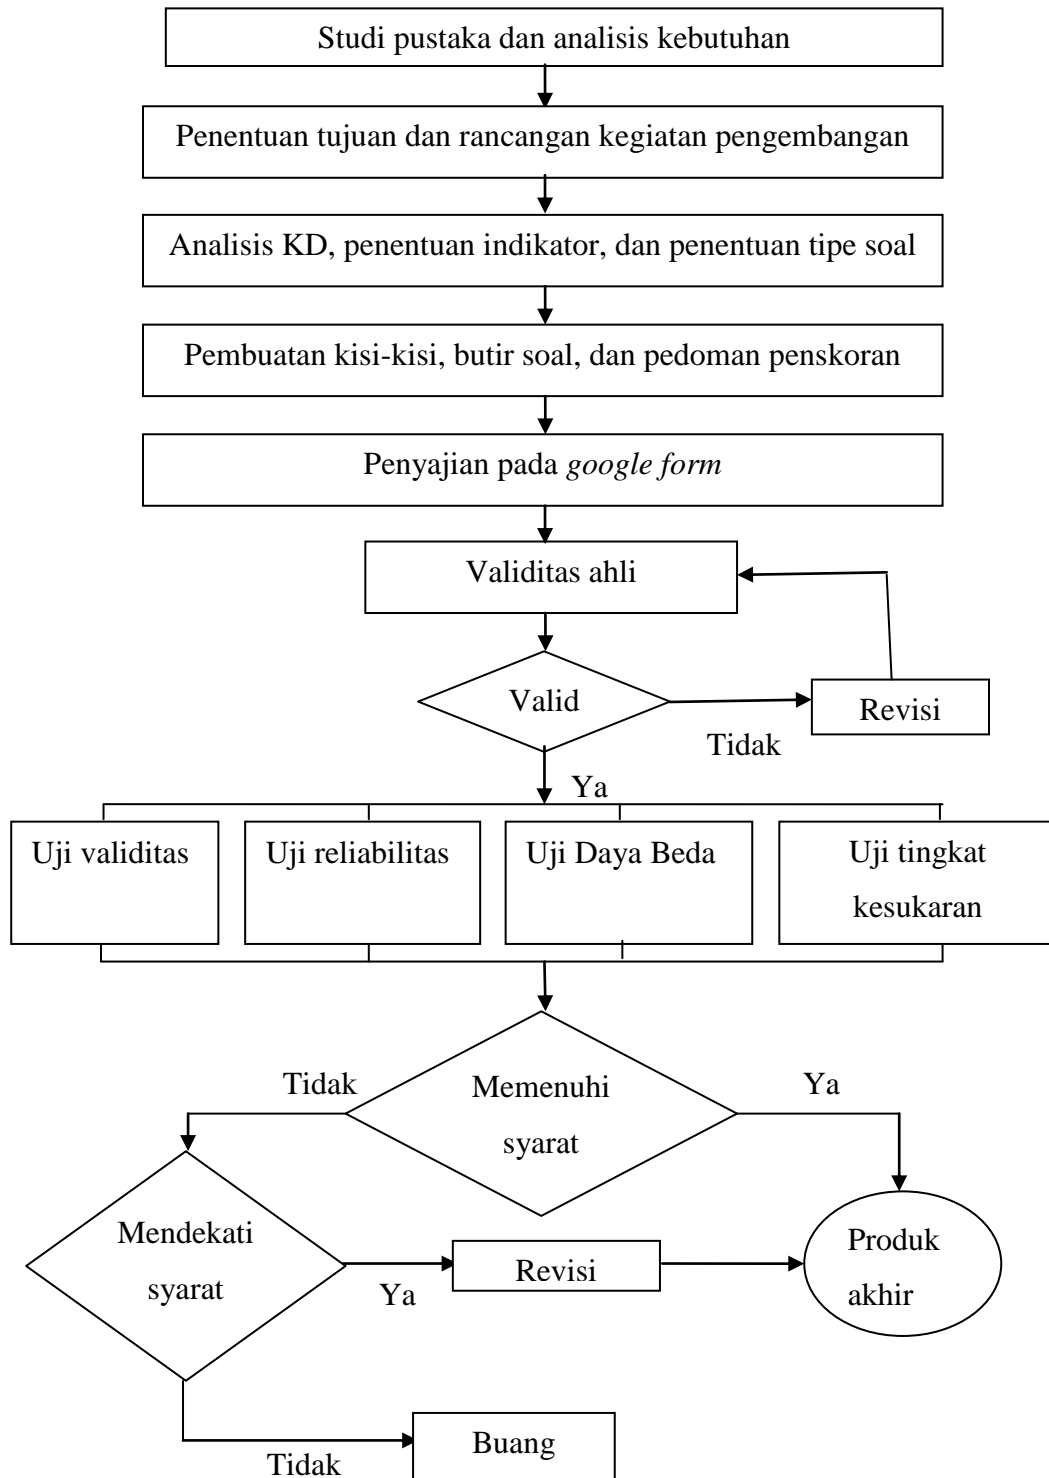 Studi pustaka dan analisis kebutuhan
Penentuan tujuan dan rancangan kegiatan pengembangan
Analisis KD, penentuan indikator, dan penentuan tipe soal
Pembuatan kisi-kisi, butir soal, dan pedoman penskoran
Penyajian pada google form
Validitas ahli
Valid
Revisi
Tidak
Ya
Uji validitas
Uji reliabilitas
Uji Daya Beda
Uji tingkat
kesukaran
Tidak
Memenuhi
syarat
Ya
Mendekati
syarat
Ya
Revisi
Produk
akhir
Tidak
Buang